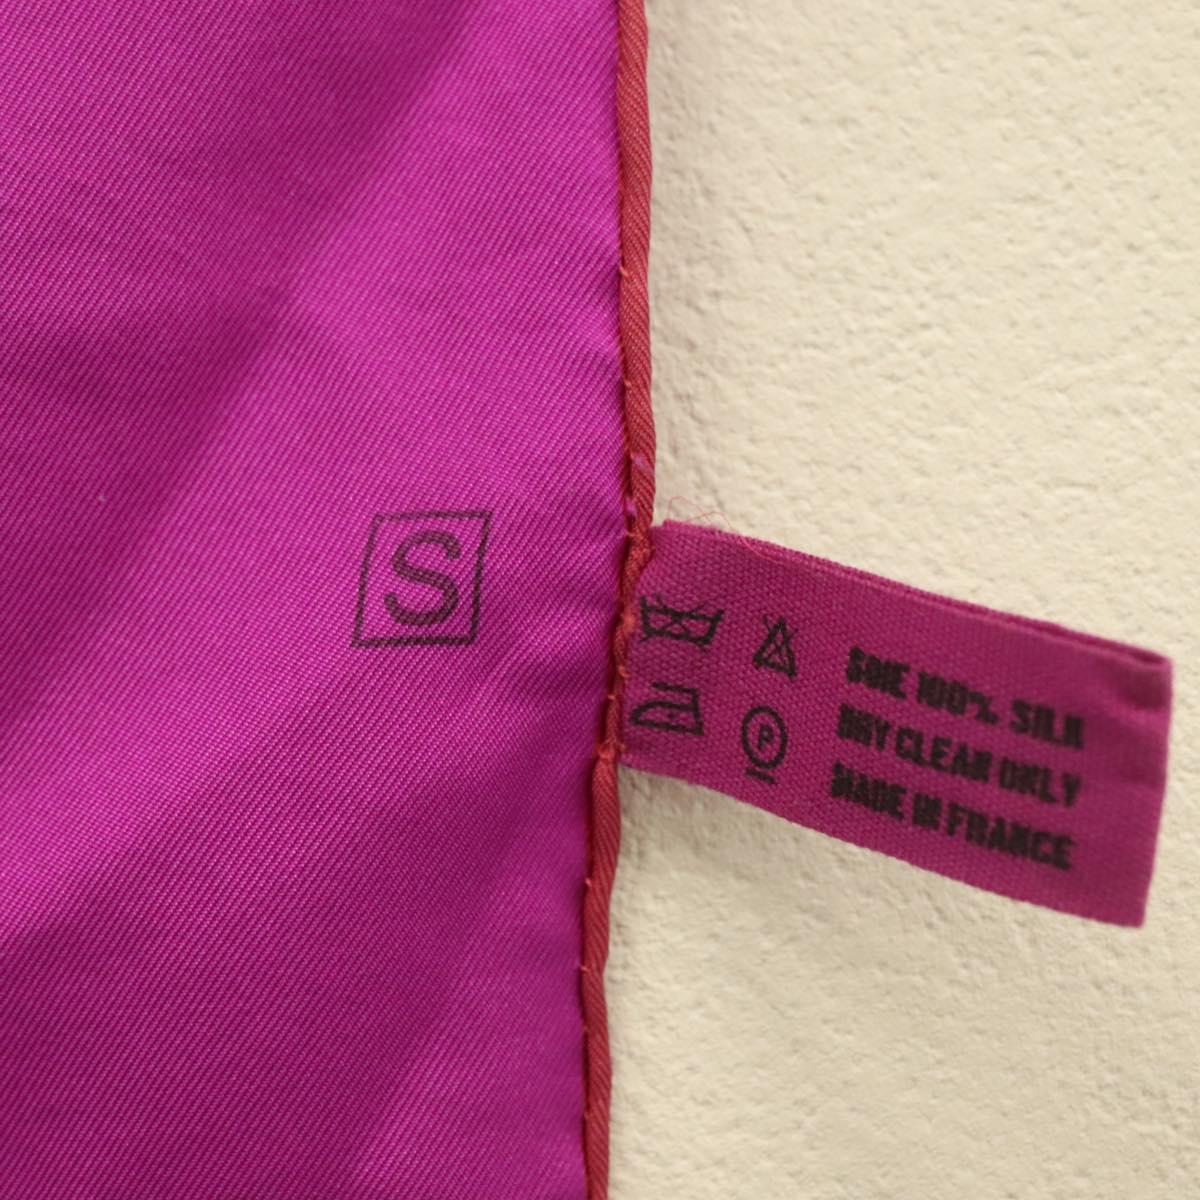 S
SOIE 100% SILK
DRY CLEAN ONLY
MADE IN FRANCE
P